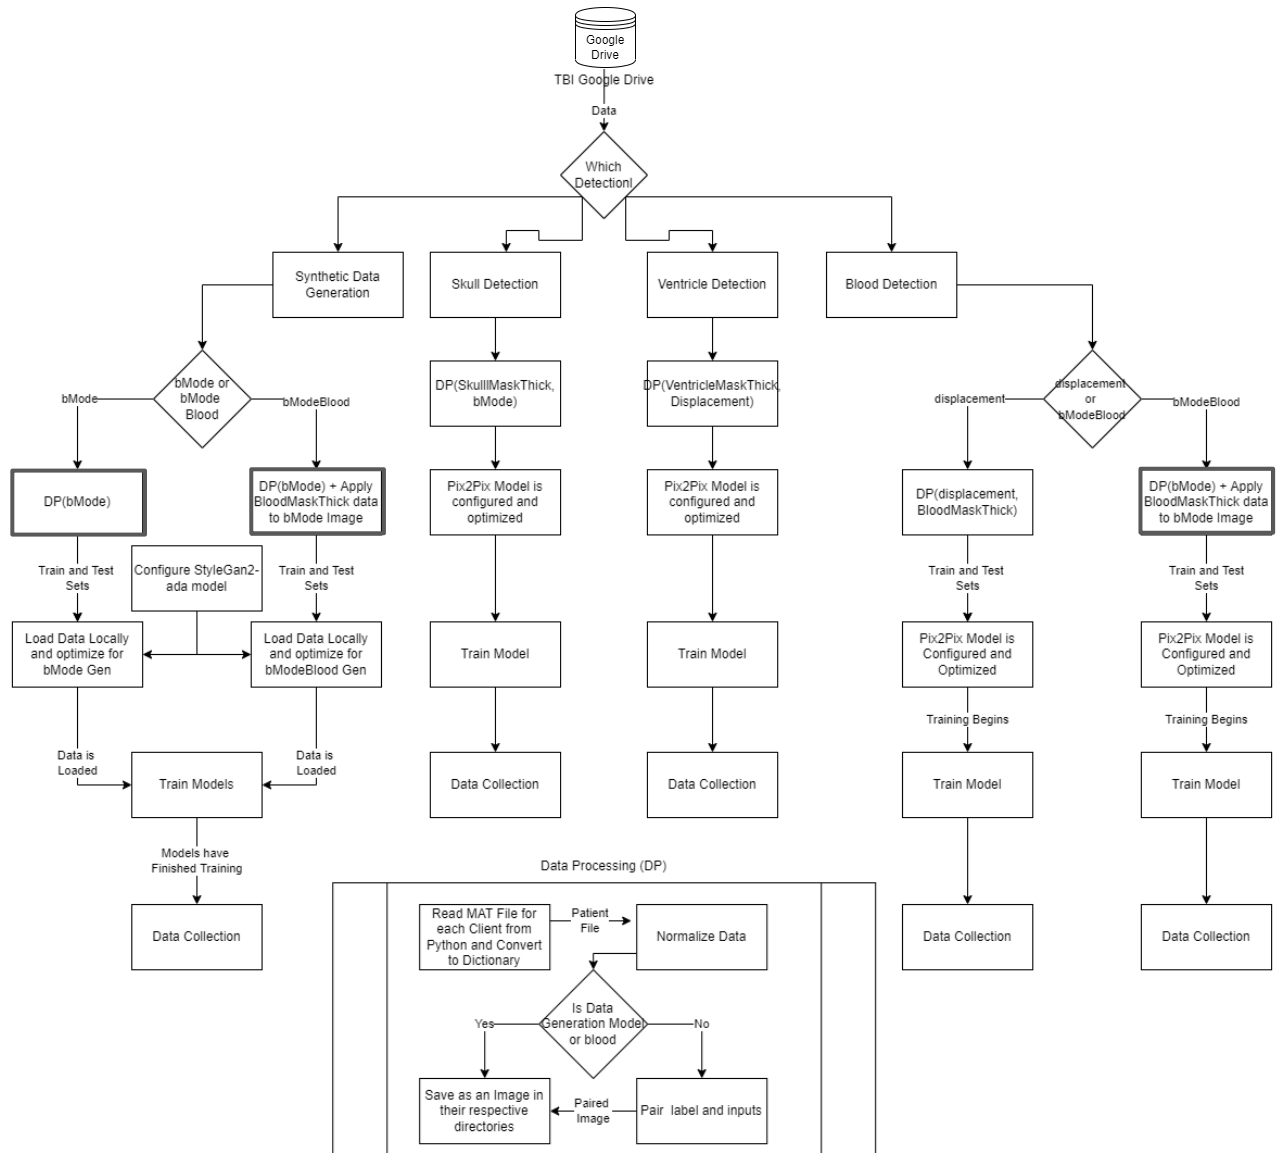 Google
Drive
TBI Google Drive
Data
Which
Detectionl
Synthetic Data
Generation
Skull Detection
Ventricle Detection
Blood Detection
bMode or
bMode
Blood
bMode
bModeBlood
DP(SkulllMaskThick,
bMode)
DP(VentricleMaskThick,
Displacement)
displacement
or
bModeBlood
displacement
bModeBlood
DP(bMode)
DP(bMode) + Apply
BloodMaskThick data
to bMode Image
Pix2Pix Model is
configured and
optimized
Pix2Pix Model is
configured and
optimized
DP(displacement,
BloodMaskThick)
DP(bMode) + Apply
BloodMaskThick data
to bMode Image
Train and Test
Sets
Configure StyleGan2-
ada model
Train and Test
Sets
Train and Test
Sets
Train and Test
Sets
Load Data Locally
and optimize for
bMode Gen
Load Data Locally
and optimize for
bModeBlood Gen
Train Model
Train Model
Pix2Pix Model is
Configured and
Optimized
Pix2Pix Model is
Configured and
Optimized
Training Begins
Training Begins
Data is
Loaded
Data is
Loaded
Train Models
Data Collection
Data Collection
Train Model
Train Model
Models have
Finished Training
Data Collection
Data Collection
Data Collection
Data Processing (DP)
Read MAT File for
each Client from
Python and Convert
to Dictionary
Patient
File
Normalize Data
Is Data
Generation Model
or blood
Yes
No
Save as an Image in
their respective
directories
Paired
Image
Pair label and inputs